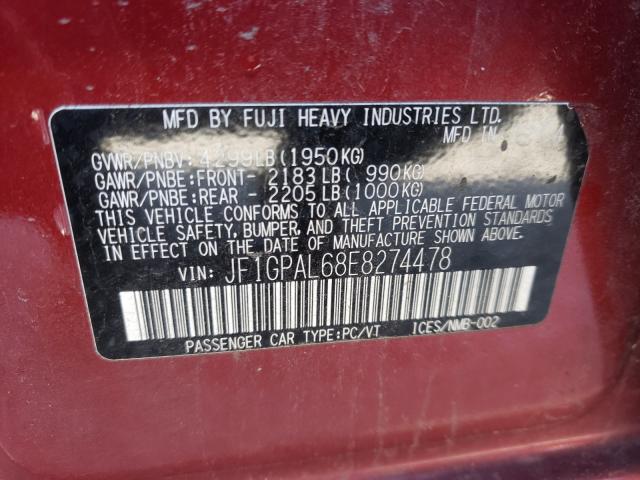 MFD BY FUJI HEAVY INDUSTRIES LTD.
MFD IN
GVWR/PNBV: 4299LB(1950KG)
GAWR/PNBE:FRONT- 2183LB( 990KG)
GAWR/PNBE:REAR - 2205LB(1000KG)
THIS VEHICLE CONFORMS TO ALL APPLICABLE FEDERAL MOTOR
VEHICLE SAFETY, BUMPER, AND THEFT PREVENTION STANDARDS
IN EFFECT ON THE DATE OF MANUFACTURE SHOWN ABOVE.
VIN: JF1GPAL68E8274478
PASSENGER CAR TYPE:PC/VT ICES/NMB-002